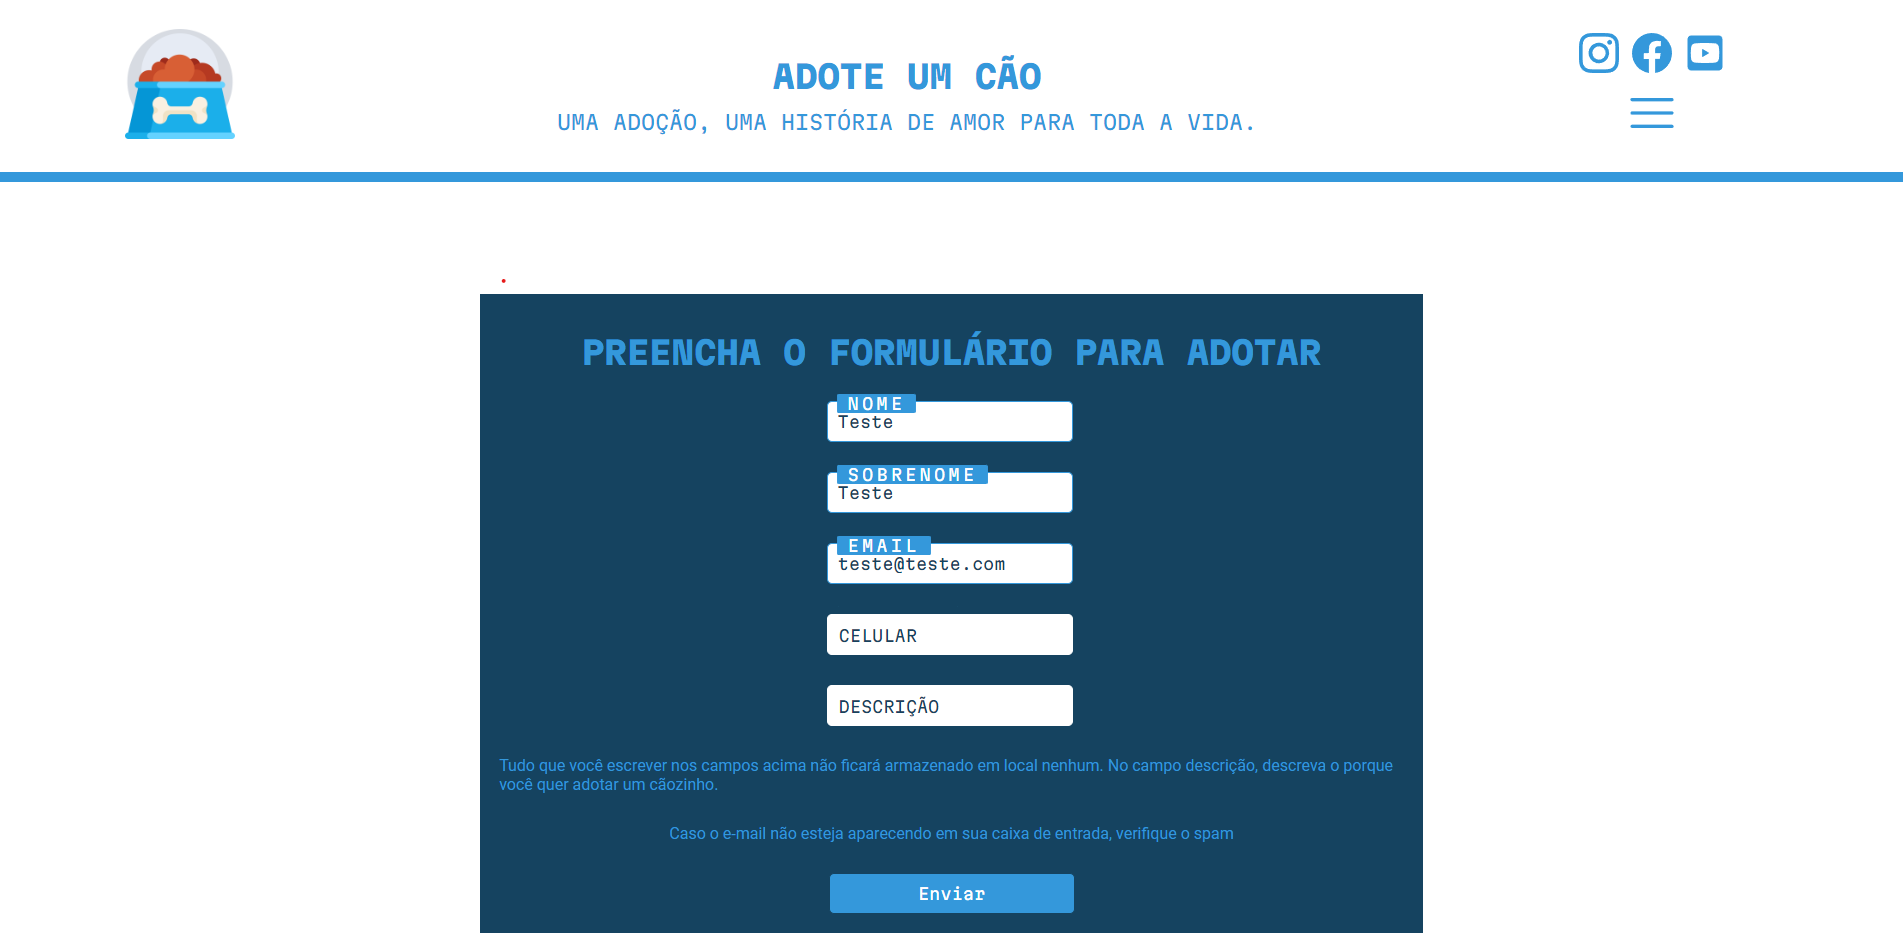 ADOTE UM CÃO
UMA ADOÇÃO, UMA HISTÓRIA DE AMOR PARA TODA A VIDA.
PREENCHA O FORMULÁRIO PARA ADOTAR
NOME
Teste
SOBRENOME
Teste
EMAIL
teste@teste.com
CELULAR
DESCRIÇÃO
Tudo que você escrever nos campos acima não ficará armazenado em local nenhum. No campo descrição, descreva o porque
você quer adotar um cãozinho.
Caso o e-mail não esteja aparecendo em sua caixa de entrada, verifique o spam
Enviar